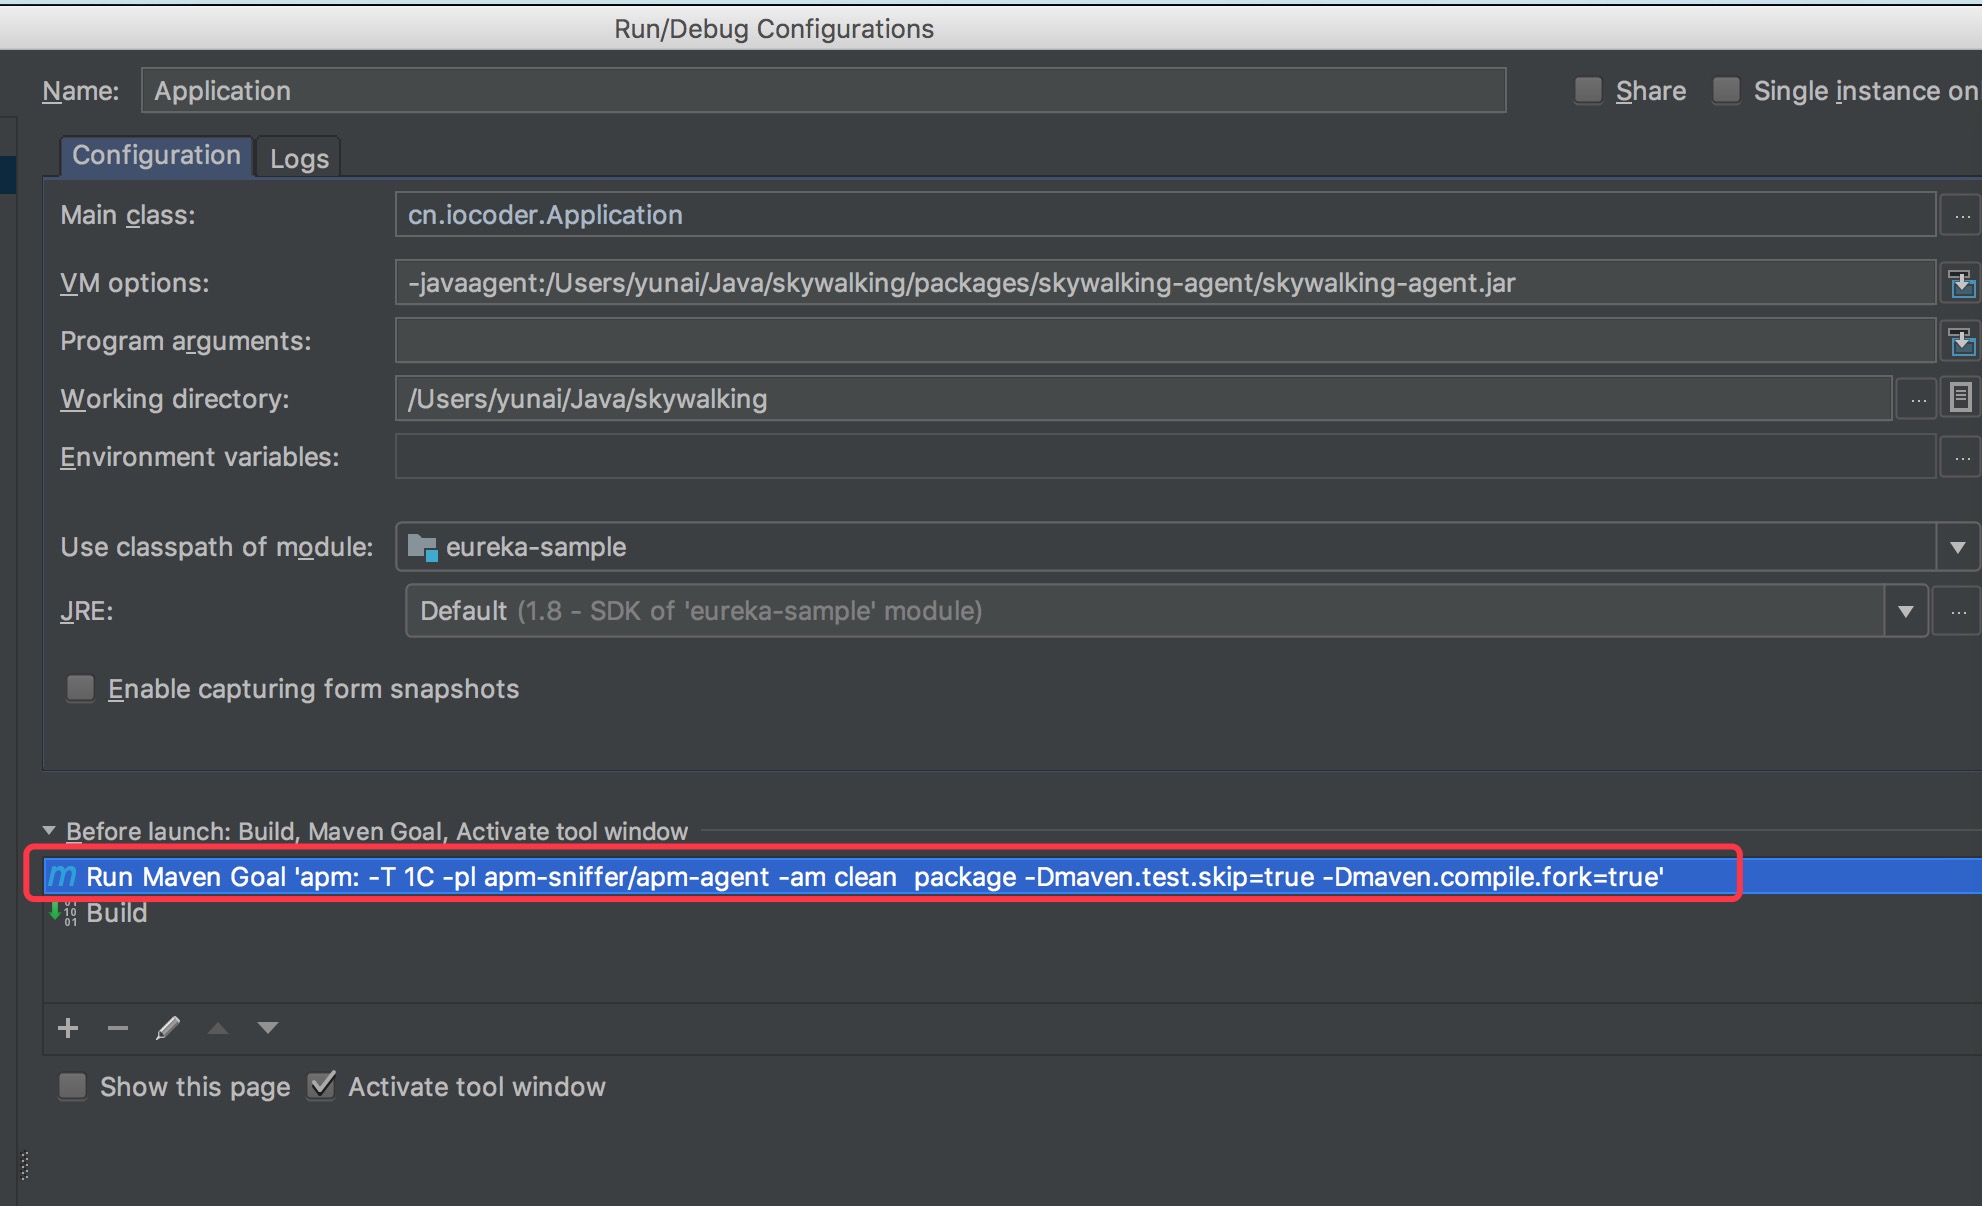 Run/Debug Configurations
Name: Application Share Single instance on
Configuration Logs
Main class: cn.iocoder.Application ...
VM options: -javaagent:/Users/yunai/Java/skywalking/packages/skywalking-agent/skywalking-agent.jar
Program arguments:
Working directory: /Users/yunai/Java/skywalking ...
Environment variables: ...
Use classpath of module: eureka-sample
JRE: Default (1.8 - SDK of 'eureka-sample' module) ...
Enable capturing form snapshots
Before launch: Build, Maven Goal, Activate tool window
m Run Maven Goal 'apm: -T 1C -pl apm-sniffer/apm-agent -am clean  package -Dmaven.test.skip=true -Dmaven.compile.fork=true'
Build
Show this page Activate tool window